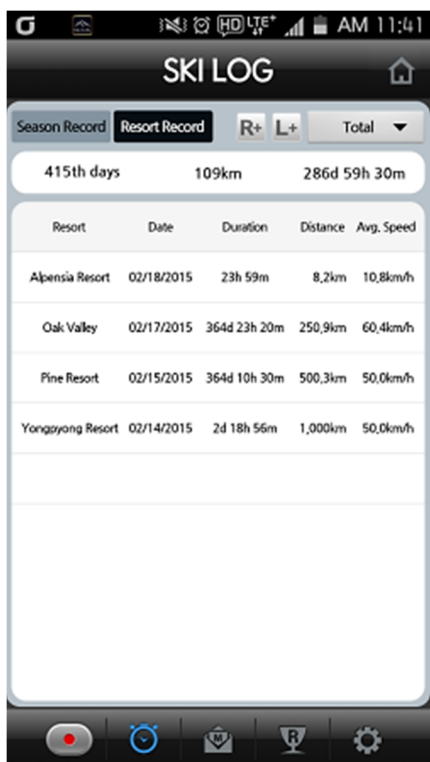 HD LTE+ AM 11:41
SKI LOG
Season Record Resort Record R+ L+ Total
415th days 109km 286d 59h 30m
Resort Date Duration Distance Avg. Speed
Alpensia Resort 02/18/2015 23h 59m 8,2km 10,8km/h
Oak Valley 02/17/2015 364d 23h 20m 250,9km 60,4km/h
Pine Resort 02/15/2015 364d 10h 30m 500,3km 50,0km/h
Yongpyong Resort 02/14/2015 2d 18h 56m 1,000km 50,0km/h
M R